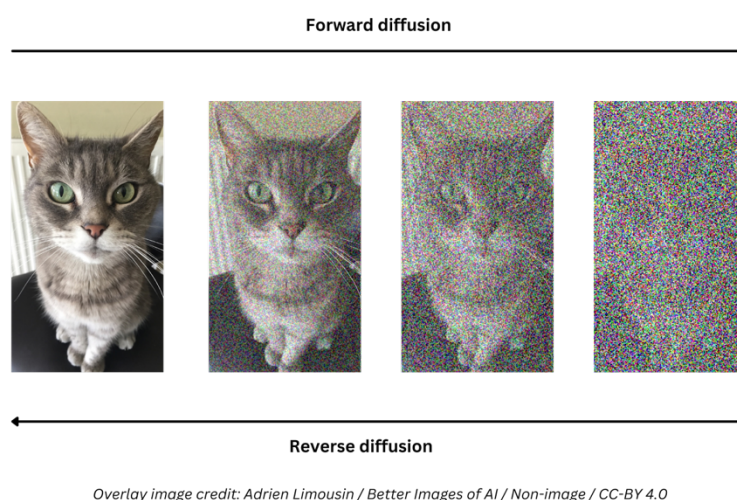 Forward diffusion
Reverse diffusion
Overlay image credit: Adrien Limousin / Better Images of AI / Non-image / CC-BY 4.0